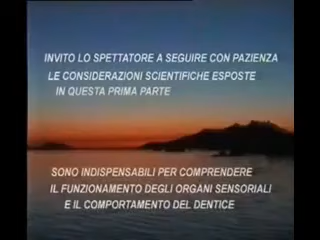 INVITO LO SPETTATORE A SEGUIRE CON PAZIENZA
LE CONSIDERAZIONI SCIENTIFICHE ESPOSTE
IN QUESTA PRIMA PARTE
SONO INDISPENSABILI PER COMPRENDERE
IL FUNZIONAMENTO DEGLI ORGANI SENSORIALI
E IL COMPORTAMENTO DEL DENTICE